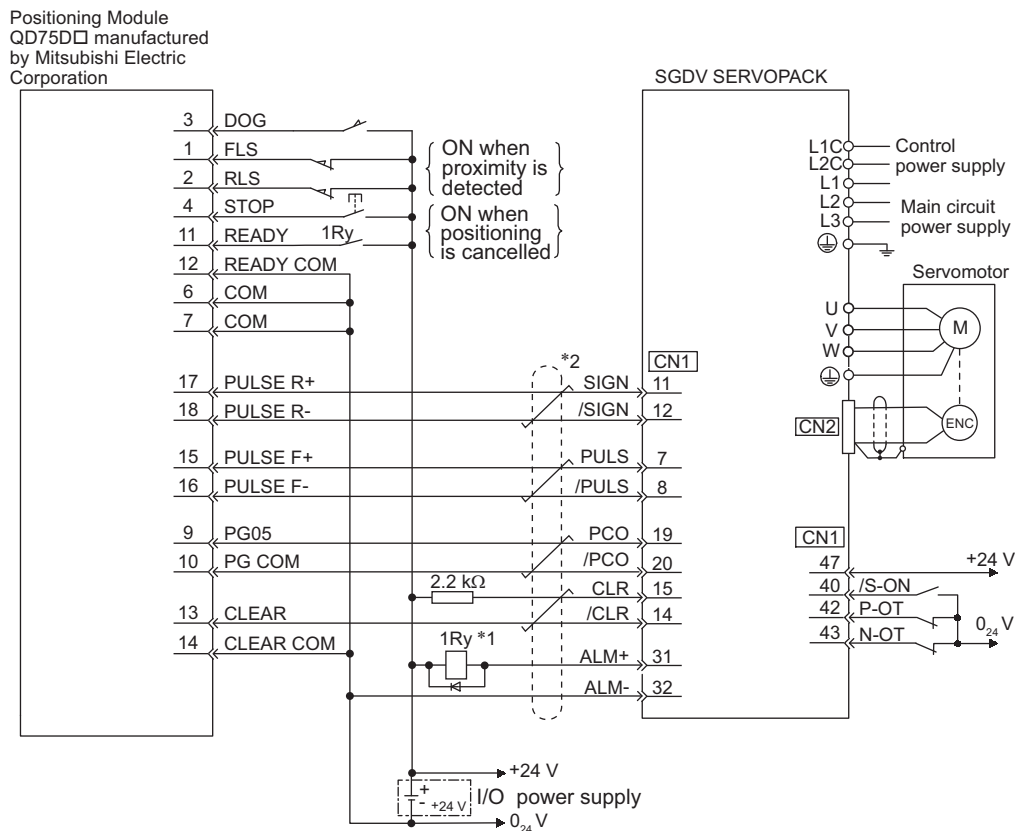 Positioning Module
QD75D□ manufactured
by Mitsubishi Electric
Corporation
SGDV SERVOPACK
3 DOG
1 FLS
2 RLS
4 STOP
11 READY 1Ry
12 READY COM
6 COM
7 COM
ON when
proximity is
detected
ON when
positioning
is cancelled
L1C
L2C
Control
power supply
L1
L2
L3
Main circuit
power supply
Servomotor
U
V
W
M
CN2
ENC
*2
CN1
17 PULSE R+ SIGN 11
18 PULSE R- /SIGN 12
15 PULSE F+ PULS 7
16 PULSE F- /PULS 8
9 PG05 PCO 19
10 PG COM /PCO 20
2.2 kΩ CLR 15
13 CLEAR /CLR 14
14 CLEAR COM
1Ry *1 ALM+ 31
ALM- 32
CN1
47 +24 V
40 /S-ON
42 P-OT
43 N-OT
0₂₄ V
+24 V
+
- +24 V
I/O power supply
0₂₄ V